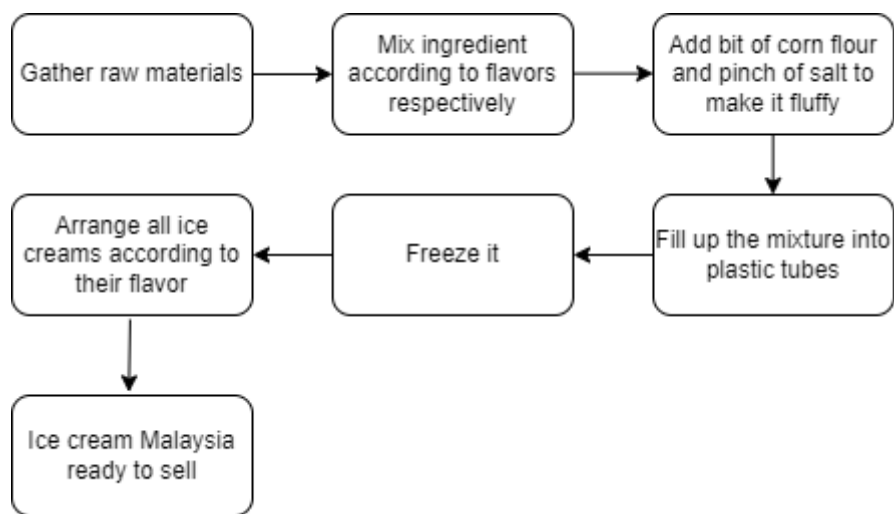 Gather raw materials
Mix ingredient
according to flavors
respectively
Add bit of corn flour
and pinch of salt to
make it fluffy
Fill up the mixture into
plastic tubes
Freeze it
Arrange all ice
creams according to
their flavor
Ice cream Malaysia
ready to sell